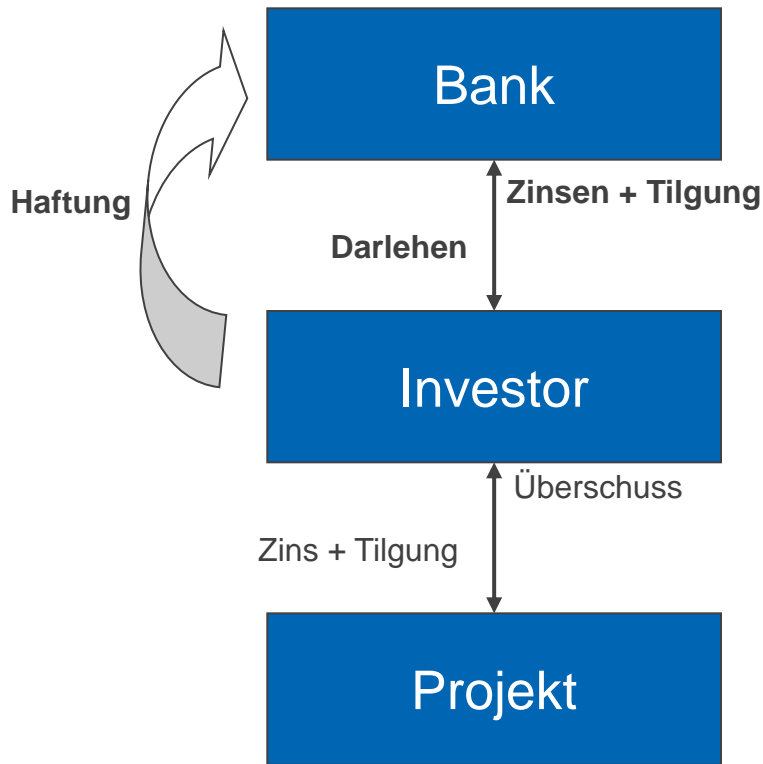 Bank
Zinsen + Tilgung
Haftung
Darlehen
Investor
Überschuss
Zins + Tilgung
Projekt